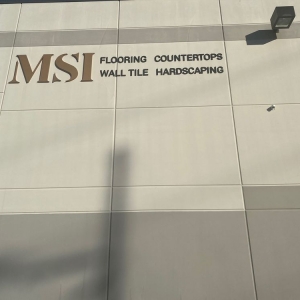 MSI
FLOORING COUNTERTOPS
WALL TILE HARDSCAPING